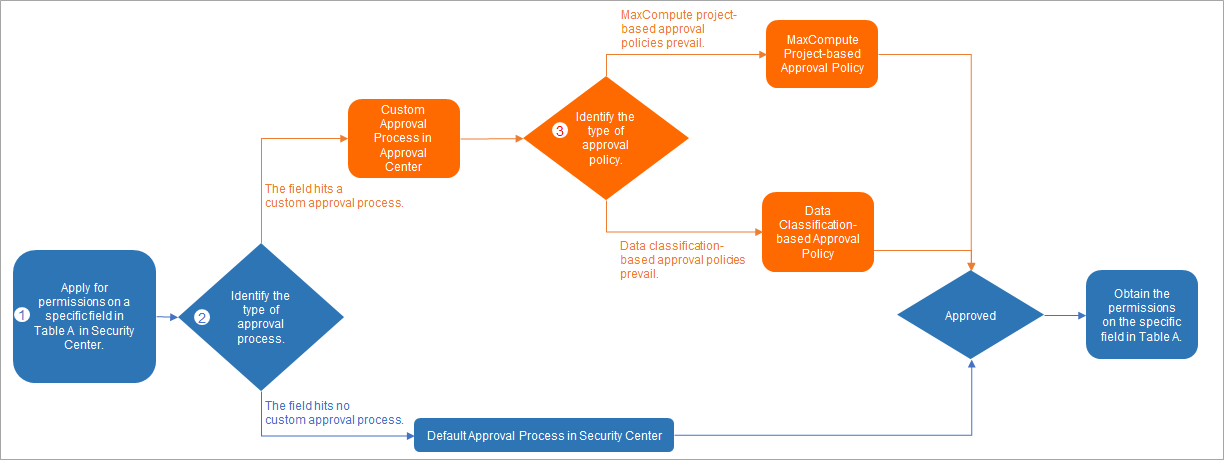 MaxCompute project-
based approval
policies prevail.
MaxCompute
Project-based
Approval Policy
Custom
Approval
Process in
Approval
Center
3
Identify the
type of
approval
policy.
The field hits a
custom approval process.
Data classification-
based approval policies
prevail.
Data
Classification-
based Approval
Policy
1
Apply for
permissions on a
specific field in
Table A in Security
Center.
2
Identify the
type of
approval
process.
Approved
Obtain the
permissions
on the specific
field in Table A.
The field hits no
custom approval process.
Default Approval Process in Security Center